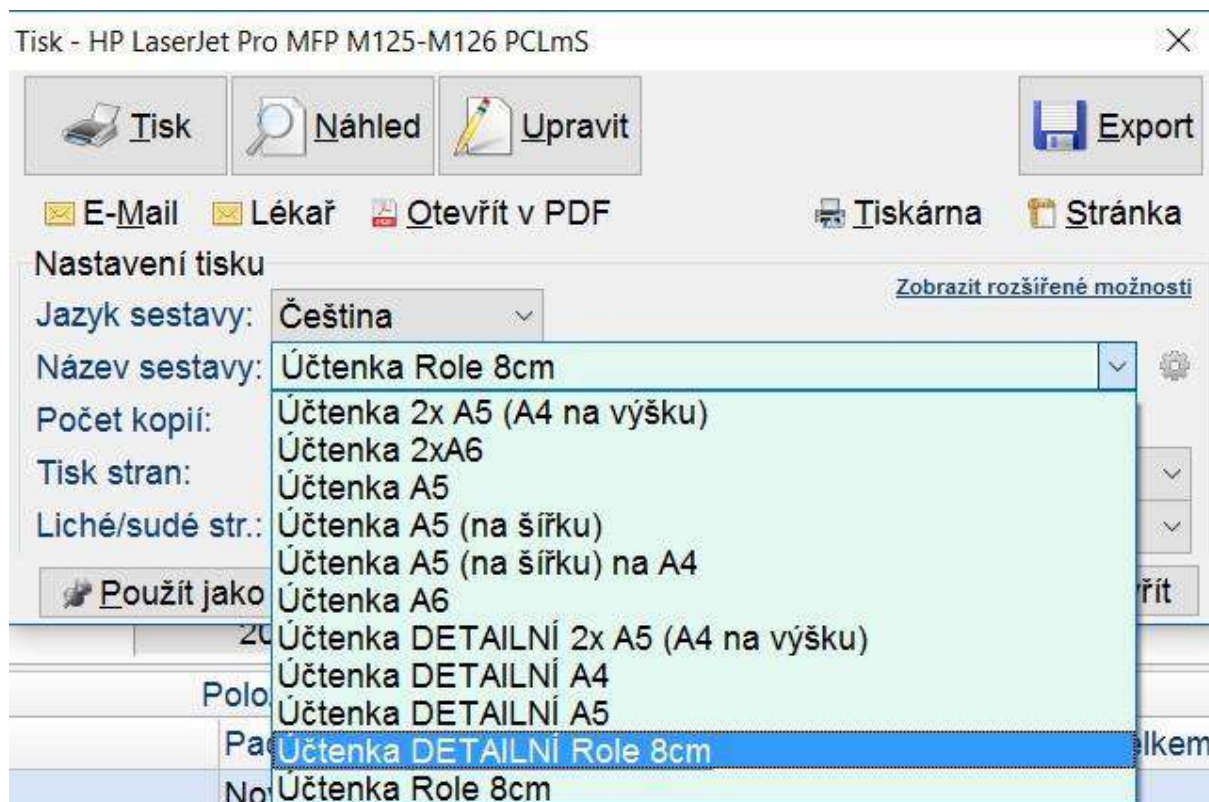 Tisk - HP LaserJet Pro MFP M125-M126 PCLmS
Tisk Náhled Upravit Export
E-Mail Lékař Otevřít v PDF Tiskárna Stránka
Nastavení tisku
Zobrazit rozšířené možnosti
Jazyk sestavy: Čeština
Název sestavy: Účtenka Role 8cm
Počet kopií:
Tisk stran:
Liché/sudé str.:
Účtenka 2x A5 (A4 na výšku)
Účtenka 2xA6
Účtenka A5
Účtenka A5 (na šířku)
Účtenka A5 (na šířku) na A4
Účtenka A6
Účtenka DETAILNÍ 2x A5 (A4 na výšku)
Účtenka DETAILNÍ A4
Účtenka DETAILNÍ A5
Účtenka DETAILNÍ Role 8cm
Účtenka Role 8cm
Použít jako